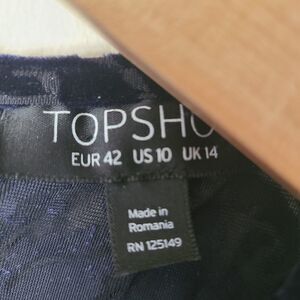 TOPSHO
EUR 42 US 10 UK 14
Made in
Romania
RN 125149